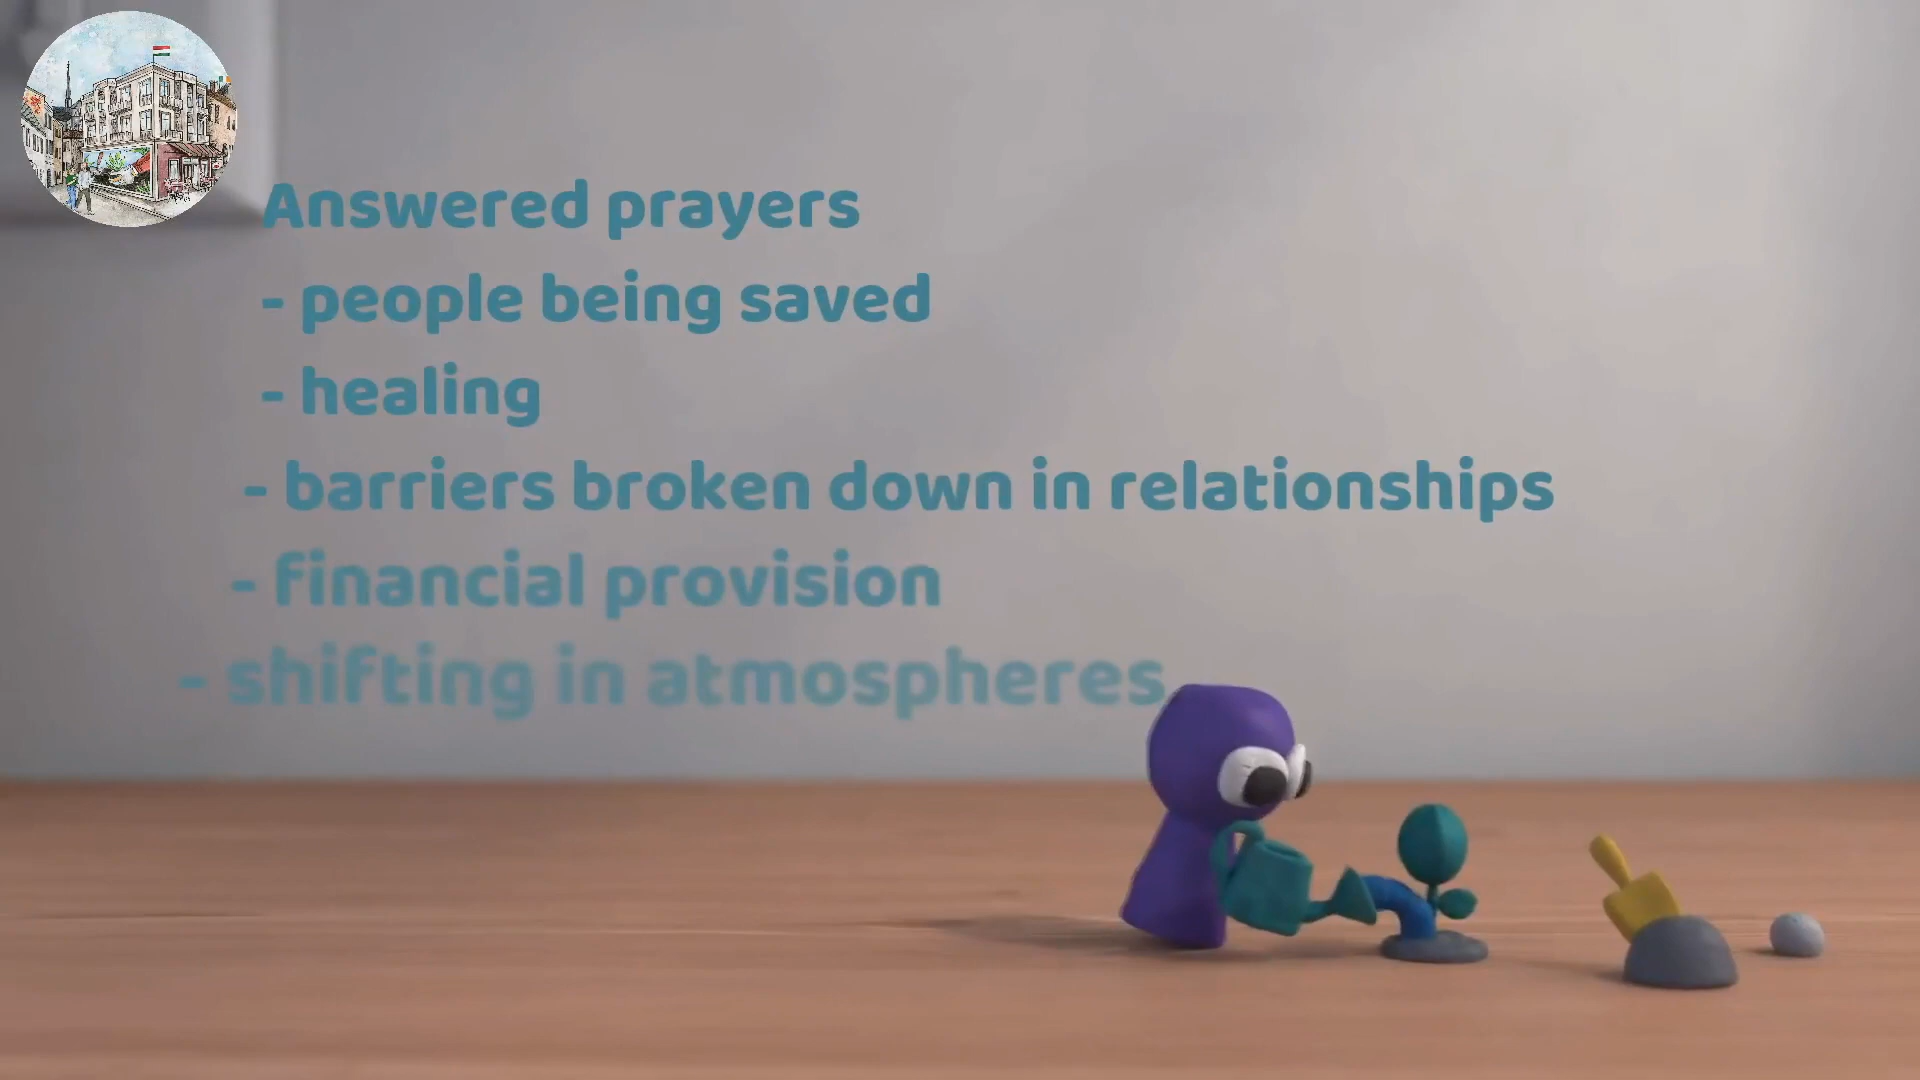 Answered prayers
- people being saved
- healing
- barriers broken down in relationships
- financial provision
- shifting in atmospheres